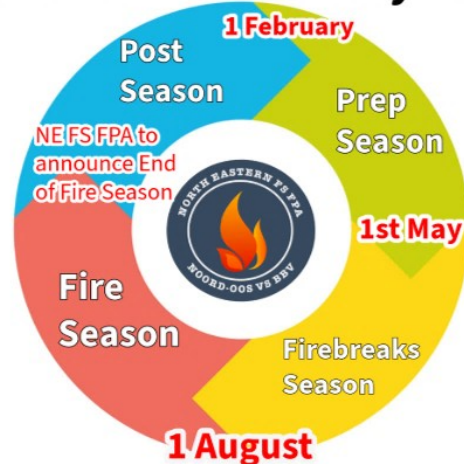 1 February
Post
Season
Prep
Season
NE FS FPA to
announce End
of Fire Season
NORTH EASTERN FS FPA
NOORD-OOS VS BBV
1st May
Fire
Season
Firebreaks
Season
1 August